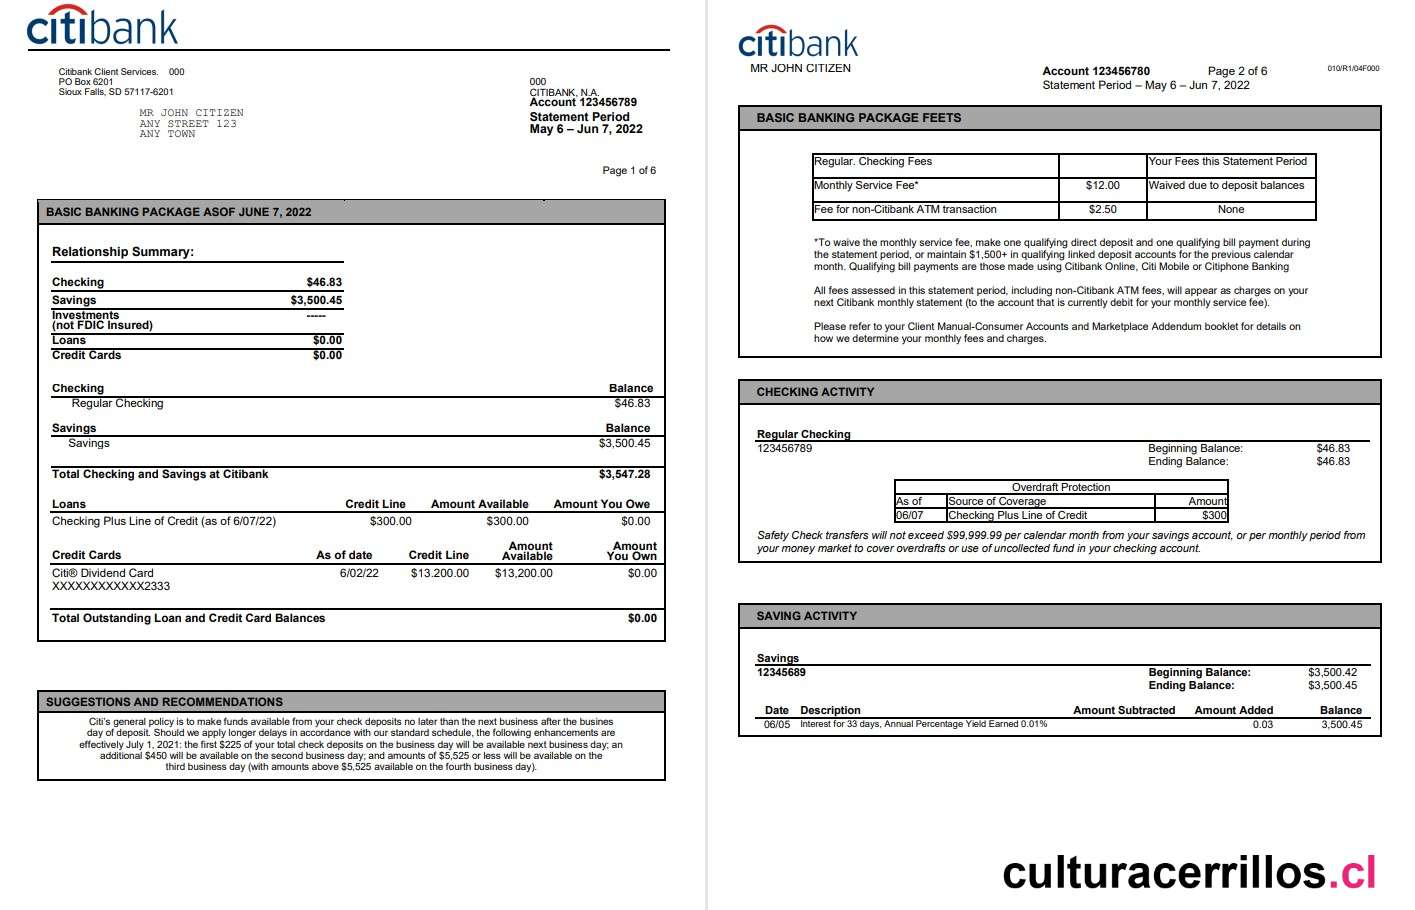 citibank
Citibank Client Services. 000
PO Box 6201
Sioux Falls, SD 57117-6201
MR JOHN CITIZEN
ANY STREET 123
ANY TOWN
000
CITIBANK, N.A.
Account 123456789
Statement Period
May 6 – Jun 7, 2022
Page 1 of 6
BASIC BANKING PACKAGE ASOF JUNE 7, 2022
Relationship Summary:
Checking $46.83
Savings $3,500.45
Investments -----
(not FDIC Insured)
Loans $0.00
Credit Cards $0.00
Checking Balance
Regular Checking $46.83
Savings Balance
Savings $3,500.45
Total Checking and Savings at Citibank $3,547.28
Loans Credit Line Amount Available Amount You Owe
Checking Plus Line of Credit (as of 6/07/22) $300.00 $300.00 $0.00
Credit Cards As of date Credit Line Amount Available Amount You Own
Citi® Dividend Card 6/02/22 $13.200.00 $13,200.00 $0.00
XXXXXXXXXXXX2333
Total Outstanding Loan and Credit Card Balances $0.00
SUGGESTIONS AND RECOMMENDATIONS
Citi's general policy is to make funds available from your check deposits no later than the next business after the busines
day of deposit. Should we apply longer delays in accordance with our standard schedule, the following enhancements are
effectively July 1, 2021: the first $225 of your total check deposits on the business day will be available next business day; an
additional $450 will be available on the second business day; and amounts of $5,525 or less will be available on the
third business day (with amounts above $5,525 available on the fourth business day).
citibank
MR JOHN CITIZEN
Account 123456780 Page 2 of 6 010/R1/04F000
Statement Period – May 6 – Jun 7, 2022
BASIC BANKING PACKAGE FEETS
Regular. Checking Fees Your Fees this Statement Period
Monthly Service Fee* $12.00 Waived due to deposit balances
Fee for non-Citibank ATM transaction $2.50 None
*To waive the monthly service fee, make one qualifying direct deposit and one qualifying bill payment during
the statement period, or maintain $1,500+ in qualifying linked deposit accounts for the previous calendar
month. Qualifying bill payments are those made using Citibank Online, Citi Mobile or Citiphone Banking
All fees assessed in this statement period, including non-Citibank ATM fees, will appear as charges on your
next Citibank monthly statement (to the account that is currently debit for your monthly service fee).
Please refer to your Client Manual-Consumer Accounts and Marketplace Addendum booklet for details on
how we determine your monthly fees and charges.
CHECKING ACTIVITY
Regular Checking
123456789 Beginning Balance: $46.83
Ending Balance: $46.83
Overdraft Protection
As of Source of Coverage Amount
06/07 Checking Plus Line of Credit $300
Safety Check transfers will not exceed $99,999.99 per calendar month from your savings account, or per monthly period from
your money market to cover overdrafts or use of uncollected fund in your checking account.
SAVING ACTIVITY
Savings
12345689 Beginning Balance: $3,500.42
Ending Balance: $3,500.45
Date Description Amount Subtracted Amount Added Balance
06/05 Interest for 33 days, Annual Percentage Yield Earned 0.01% 0.03 3,500.45
culturacerrillos.cl